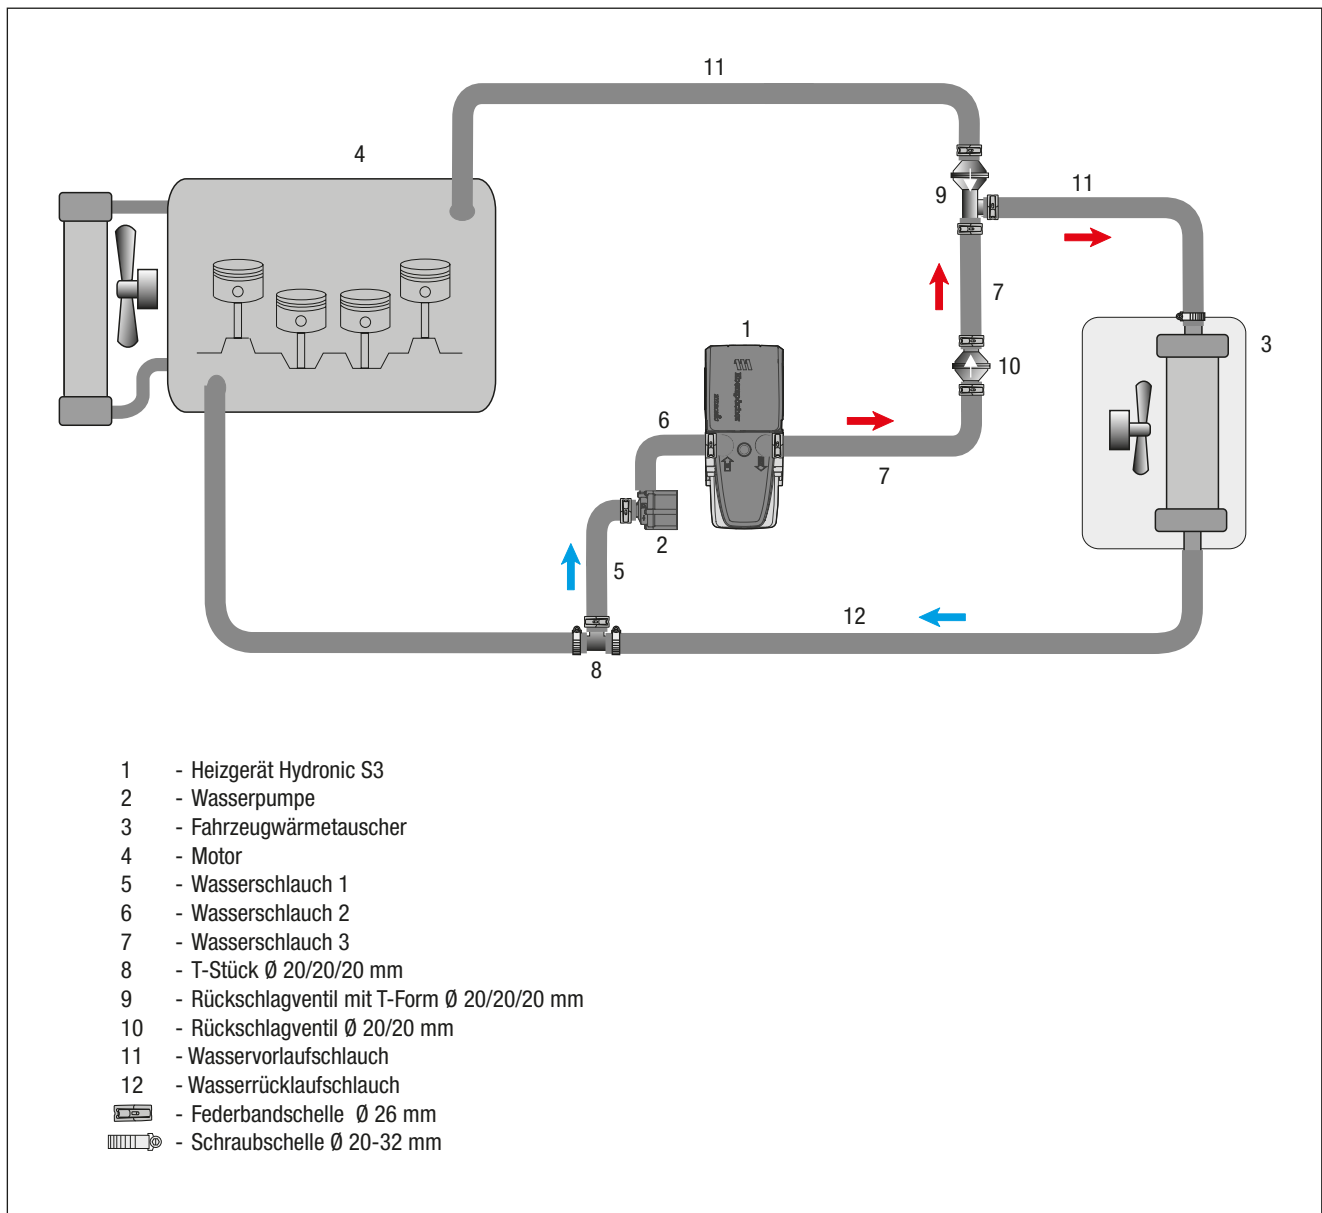 11
4
9
11
7
1
3
10
6
7
Eberspächer
2
5
12
8
1 - Heizgerät Hydronic S3
2 - Wasserpumpe
3 - Fahrzeugwärmetauscher
4 - Motor
5 - Wasserschlauch 1
6 - Wasserschlauch 2
7 - Wasserschlauch 3
8 - T-Stück Ø 20/20/20 mm
9 - Rückschlagventil mit T-Form Ø 20/20/20 mm
10 - Rückschlagventil Ø 20/20 mm
11 - Wasservorlaufschlauch
12 - Wasserrücklaufschlauch
- Federbandschelle Ø 26 mm
- Schraubschelle Ø 20-32 mm